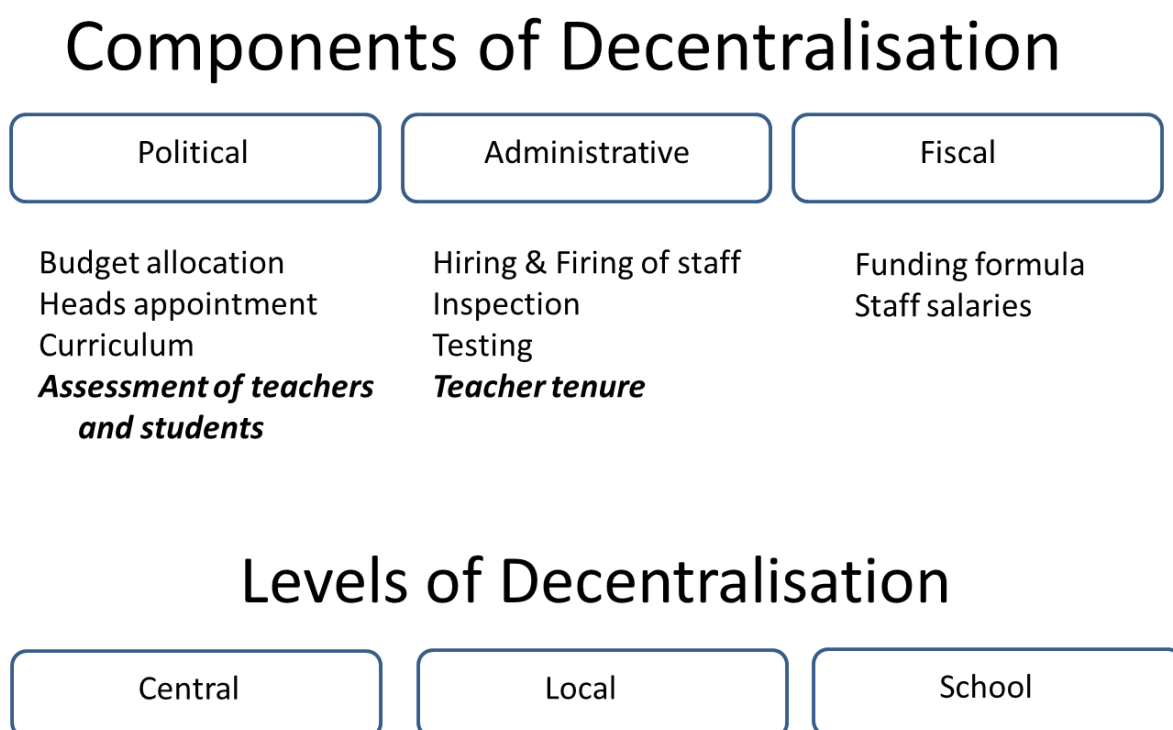 Components of Decentralisation
Political
Administrative
Fiscal
Budget allocation
Heads appointment
Curriculum
Assessment of teachers
and students
Hiring & Firing of staff
Inspection
Testing
Teacher tenure
Funding formula
Staff salaries
Levels of Decentralisation
Central
Local
School